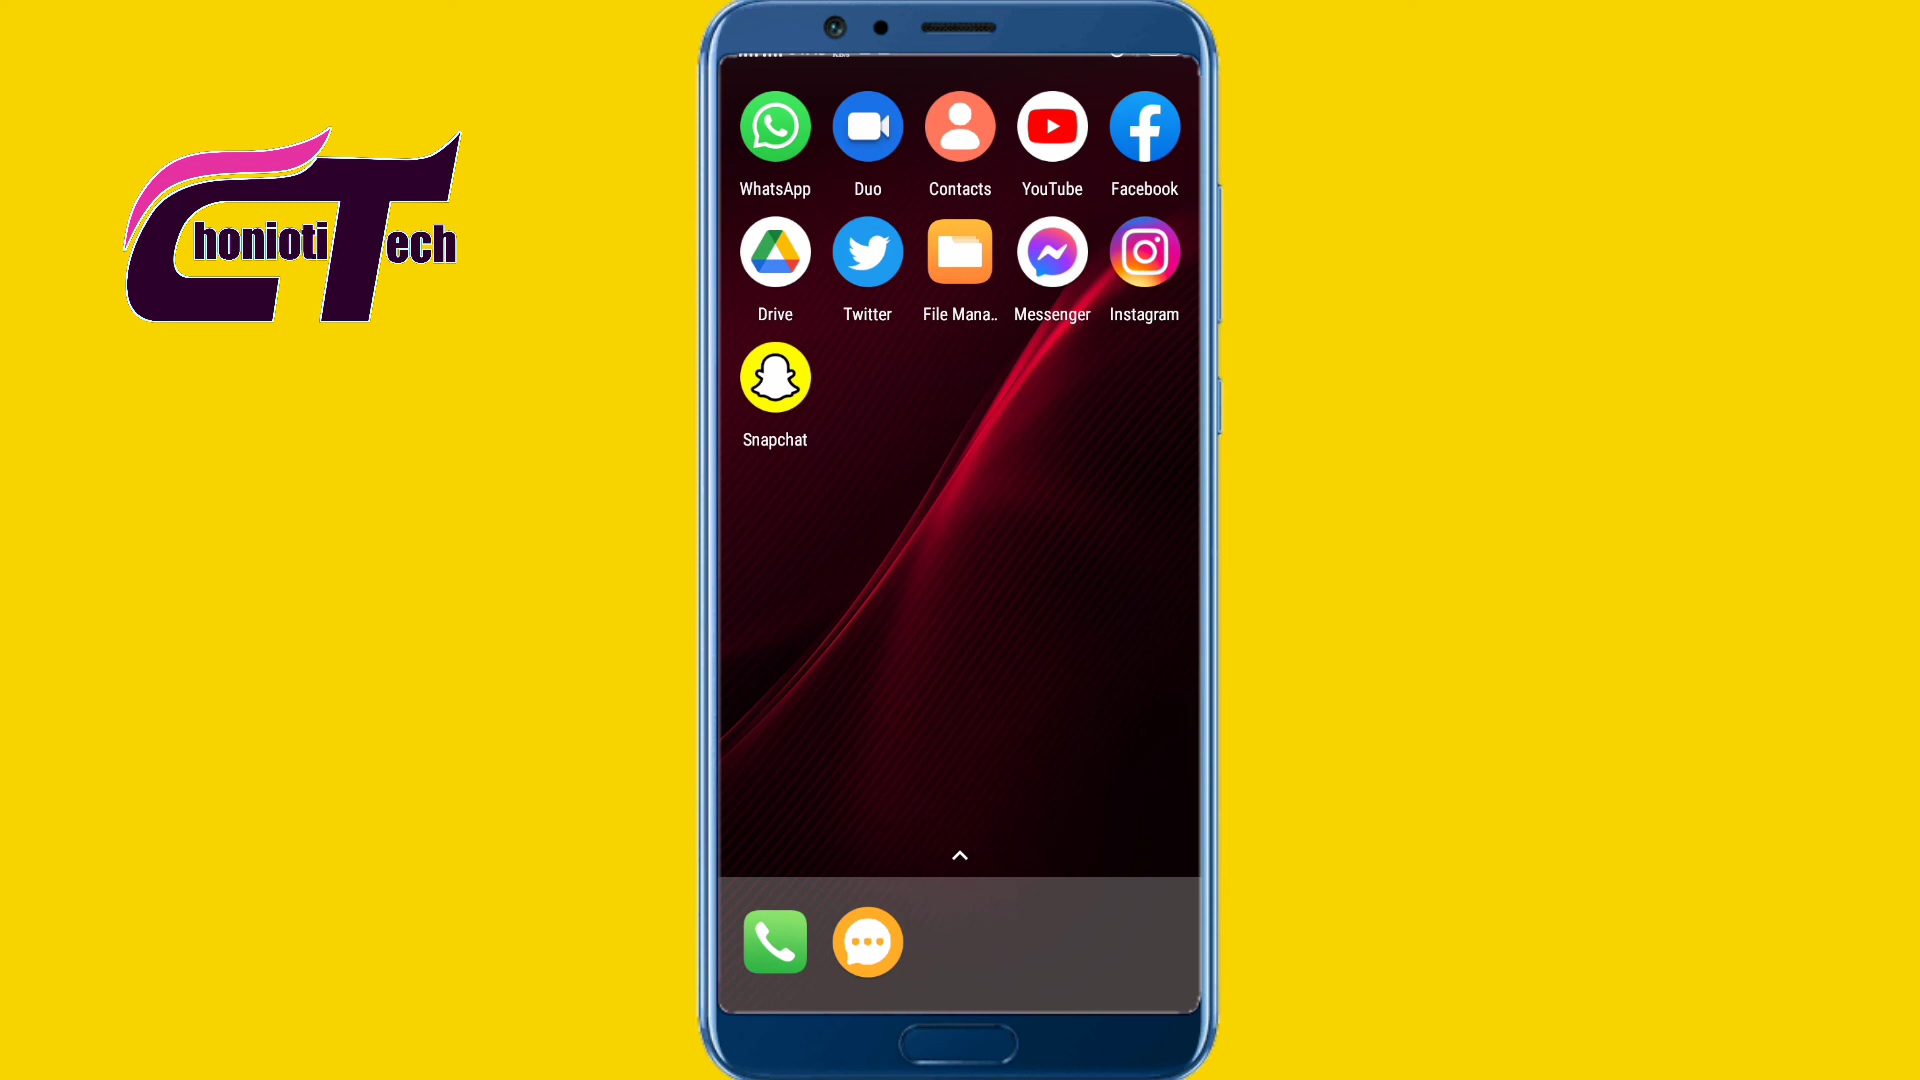 Chonioti Tech
WhatsApp Duo Contacts YouTube Facebook
Drive Twitter File Mana.. Messenger Instagram
Snapchat